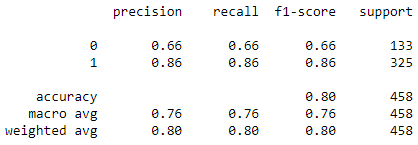 precision recall f1-score support
0 0.66 0.66 0.66 133
1 0.86 0.86 0.86 325
accuracy 0.80 458
macro avg 0.76 0.76 0.76 458
weighted avg 0.80 0.80 0.80 458